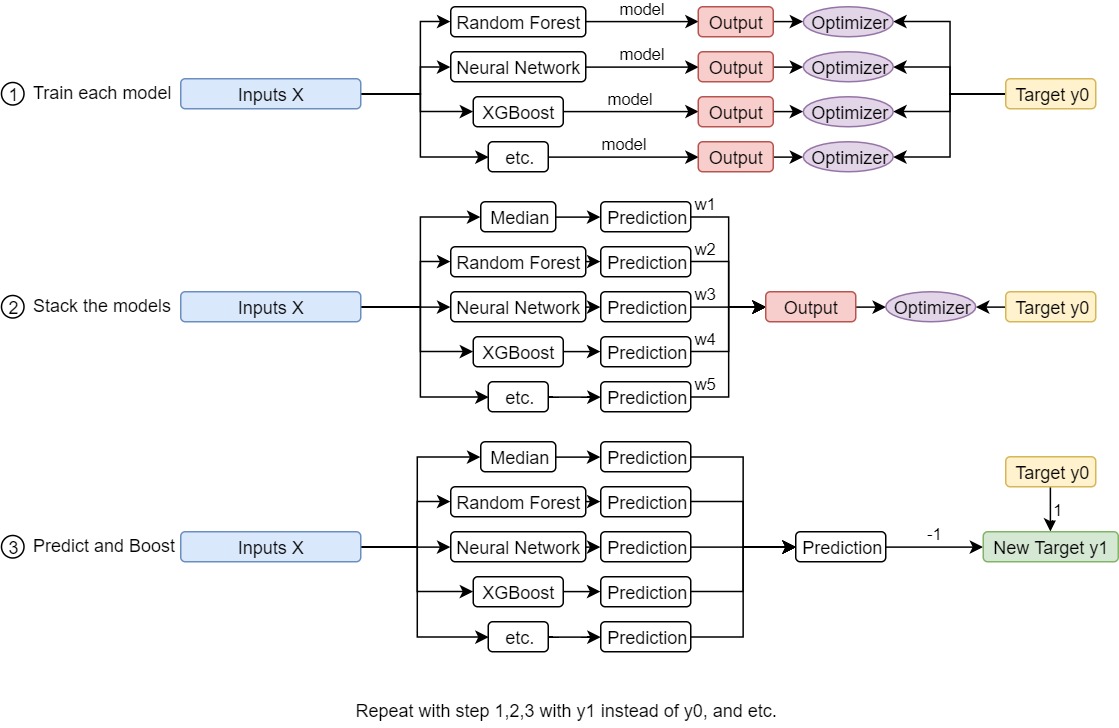 model
Random Forest
Output
Optimizer
model
Neural Network
Output
Optimizer
1 Train each model
Inputs X
Target y0
model
XGBoost
Output
Optimizer
model
etc.
Output
Optimizer
w1
Median
Prediction
w2
Random Forest
Prediction
2 Stack the models
Inputs X
w3
Neural Network
Prediction
Output
Optimizer
Target y0
w4
XGBoost
Prediction
w5
etc.
Prediction
Median
Prediction
Target y0
Random Forest
Prediction
1
3 Predict and Boost
Inputs X
Neural Network
Prediction
Prediction
-1
New Target y1
XGBoost
Prediction
etc.
Prediction
Repeat with step 1,2,3 with y1 instead of y0, and etc.